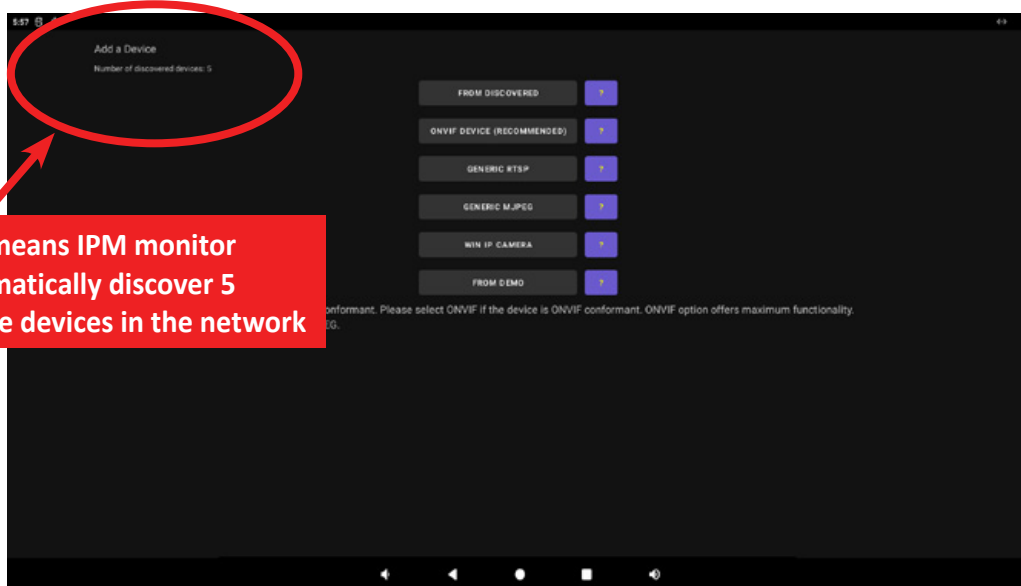 5:57
Add a Device
Number of discovered devices: 5
FROM DISCOVERED ?
ONVIF DEVICE (RECOMMENDED) ?
GENERIC RTSP ?
GENERIC MJPEG ?
WIN IP CAMERA ?
FROM DEMO ?
means IPM monitor
matically discover 5
e devices in the network
onformant. Please select ONVIF if the device is ONVIF conformant. ONVIF option offers maximum functionality.
EG.